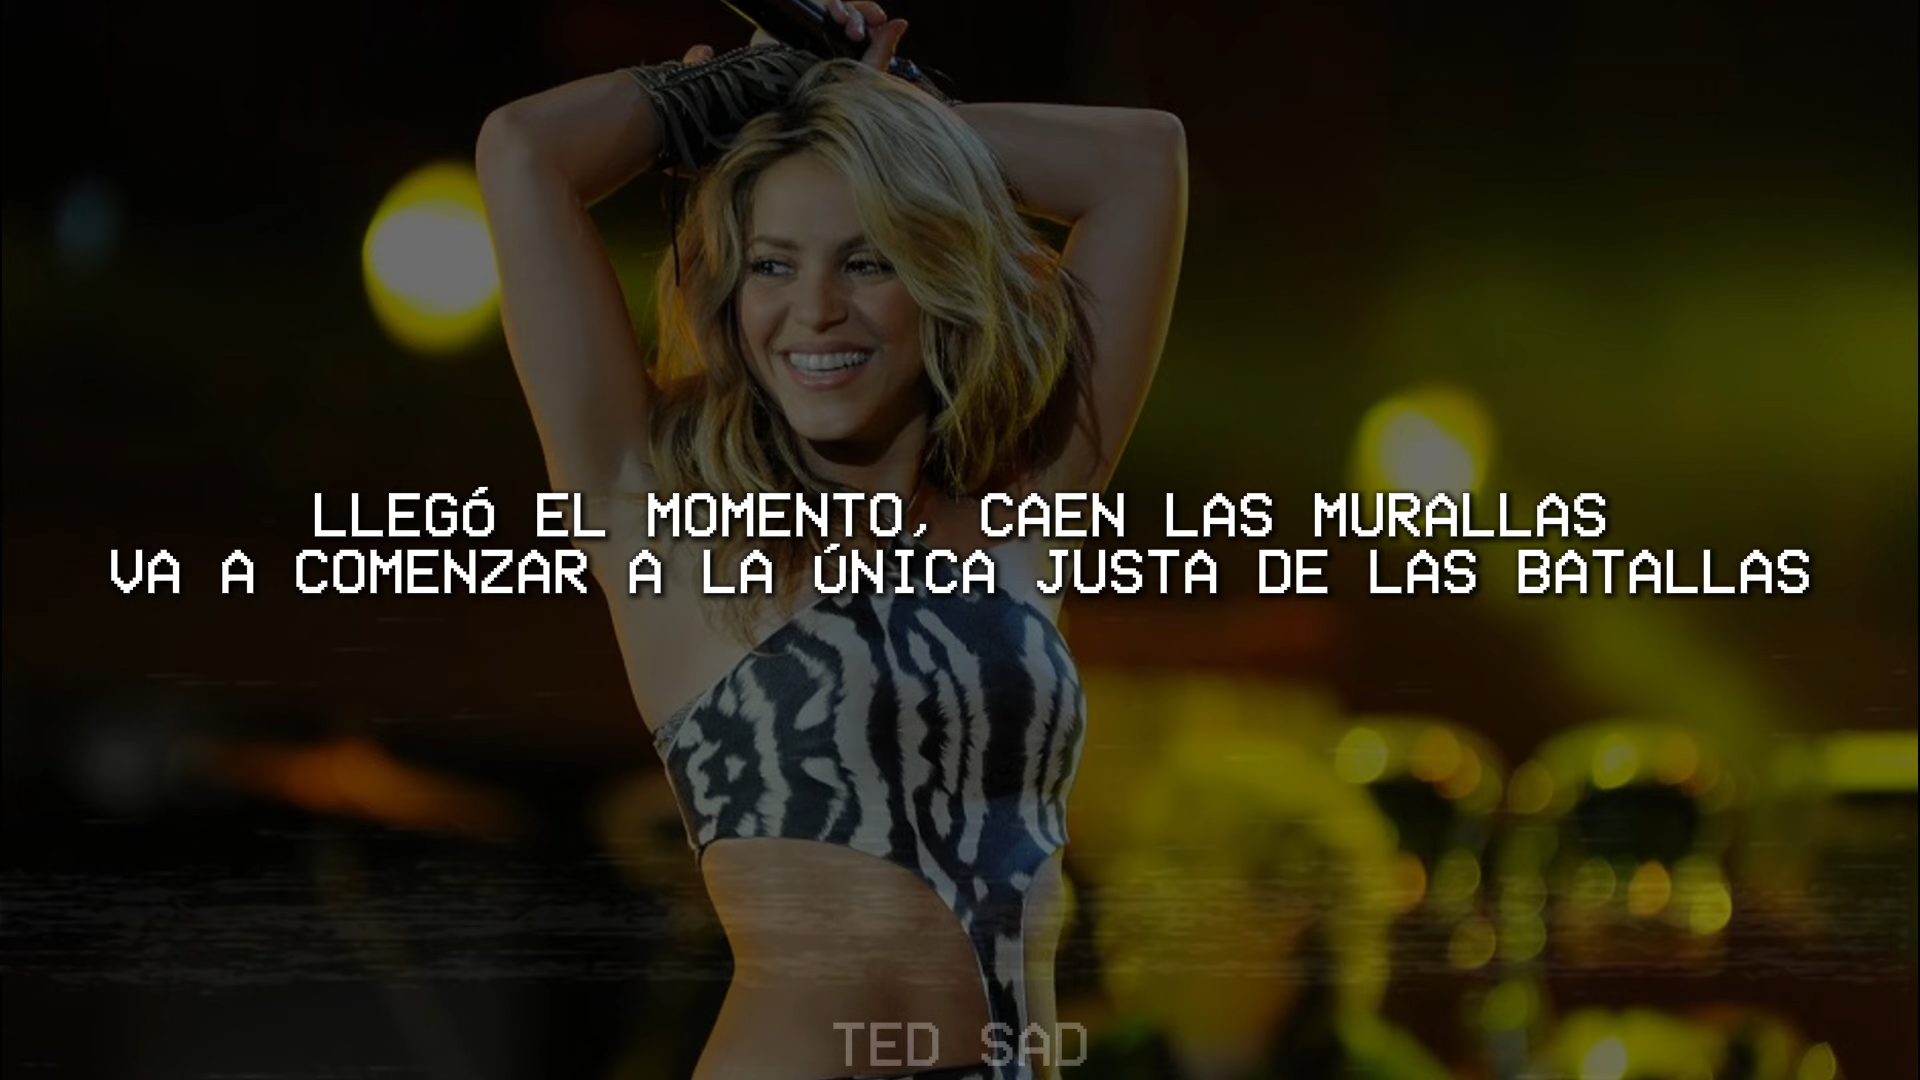 LLEGÓ EL MOMENTO, CAEN LAS MURALLAS
VA A COMENZAR A LA ÚNICA JUSTA DE LAS BATALLAS
TED SAD